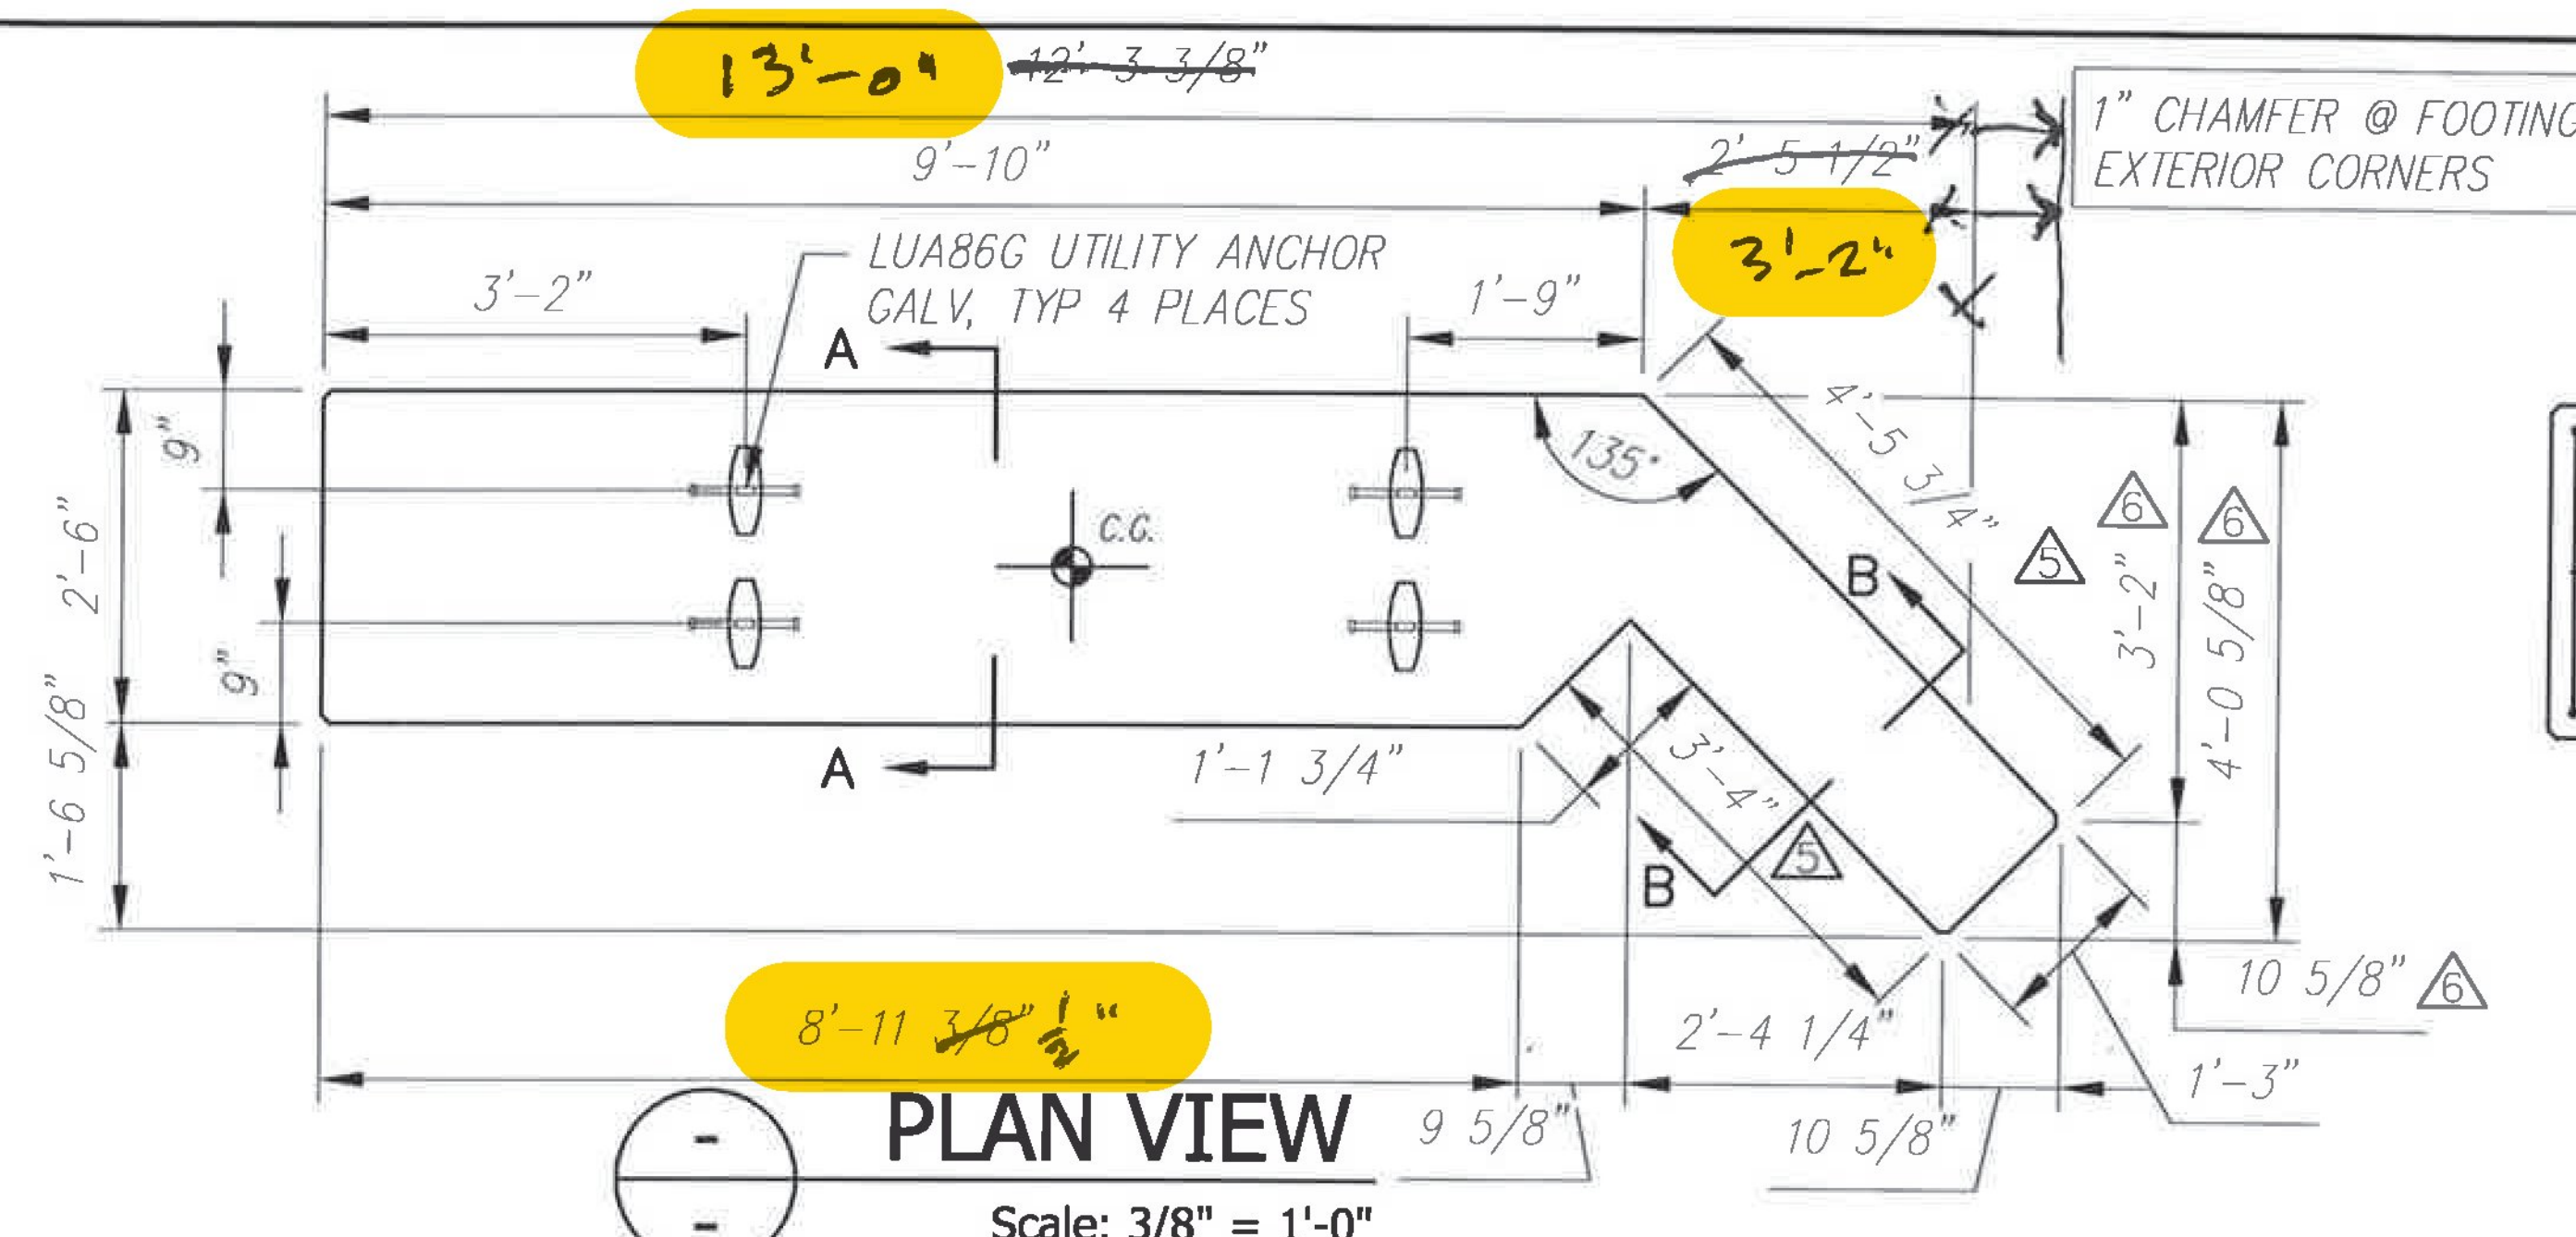 13'-0" 12'-3 3/8"
9'-10"
2'-5 1/2"
3'-2"
1" CHAMFER @ FOOTING
EXTERIOR CORNERS
LUA86G UTILITY ANCHOR
GALV, TYP 4 PLACES
3'-2"
1'-9"
A
9"
2'-6"
9"
1'-6 5/8"
135°
4'-5 3/4"
5
C.G.
B
6
3'-2"
6
4'-0 5/8"
A
1'-1 3/4"
3'-4"
5
B
10 5/8" 6
8'-11 3/8" 1/2"
2'-4 1/4"
1'-3"
9 5/8"
10 5/8"
-
-
PLAN VIEW
Scale: 3/8" = 1'-0"